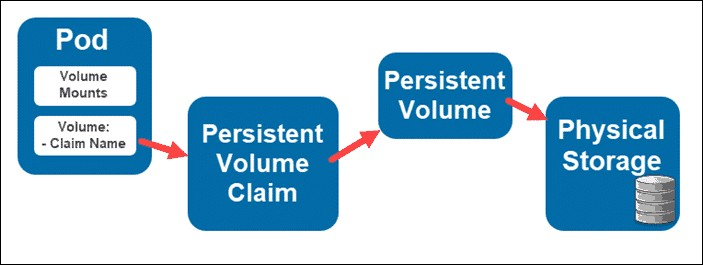 Pod
Volume
Mounts
Volume:
- Claim Name
Persistent
Volume
Claim
Persistent
Volume
Physical
Storage